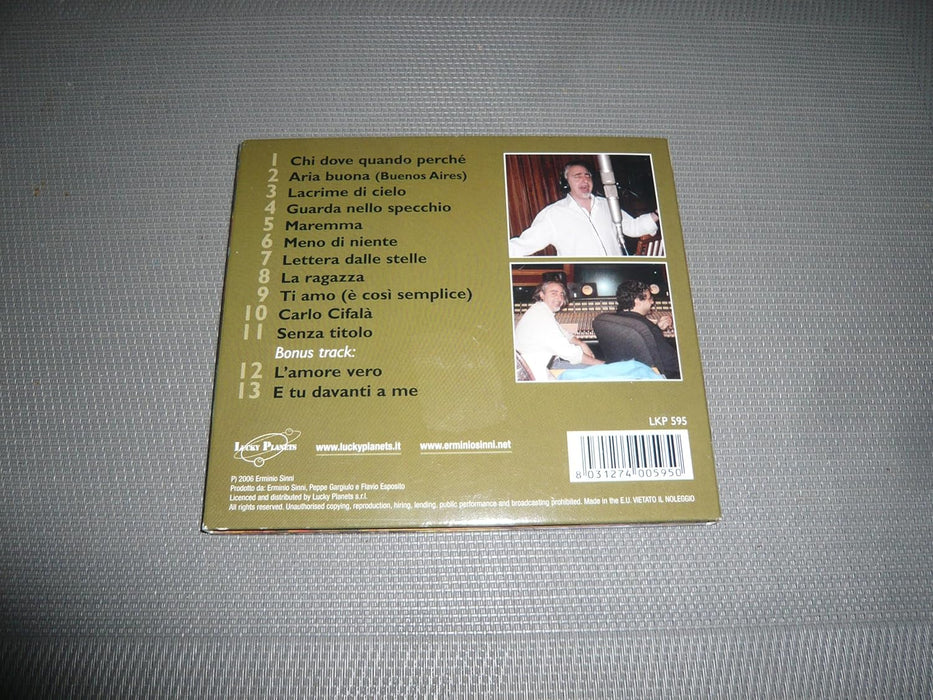 1 Chi dove quando perché
2 Aria buona (Buenos Aires)
3 Lacrime di cielo
4 Guarda nello specchio
5 Maremma
6 Meno di niente
7 Lettera dalle stelle
8 La ragazza
9 Ti amo (è così semplice)
10 Carlo Cifalà
11 Senza titolo
Bonus track:
12 L'amore vero
13 E tu davanti a me
LKP 595
LUCKY PLANETS
www.luckyplanets.it
www.erminiosinni.net
8 031274 005950
P) 2006 Erminio Sinni
Prodotto da: Erminio Sinni, Peppe Gargiulo e Flavio Esposito
Licenced and distributed by Lucky Planets s.r.l.
All rights reserved. Unauthorised copying, reproduction, hiring, lending, public performance and broadcasting prohibited. Made in the E.U. VIETATO IL NOLEGGIO